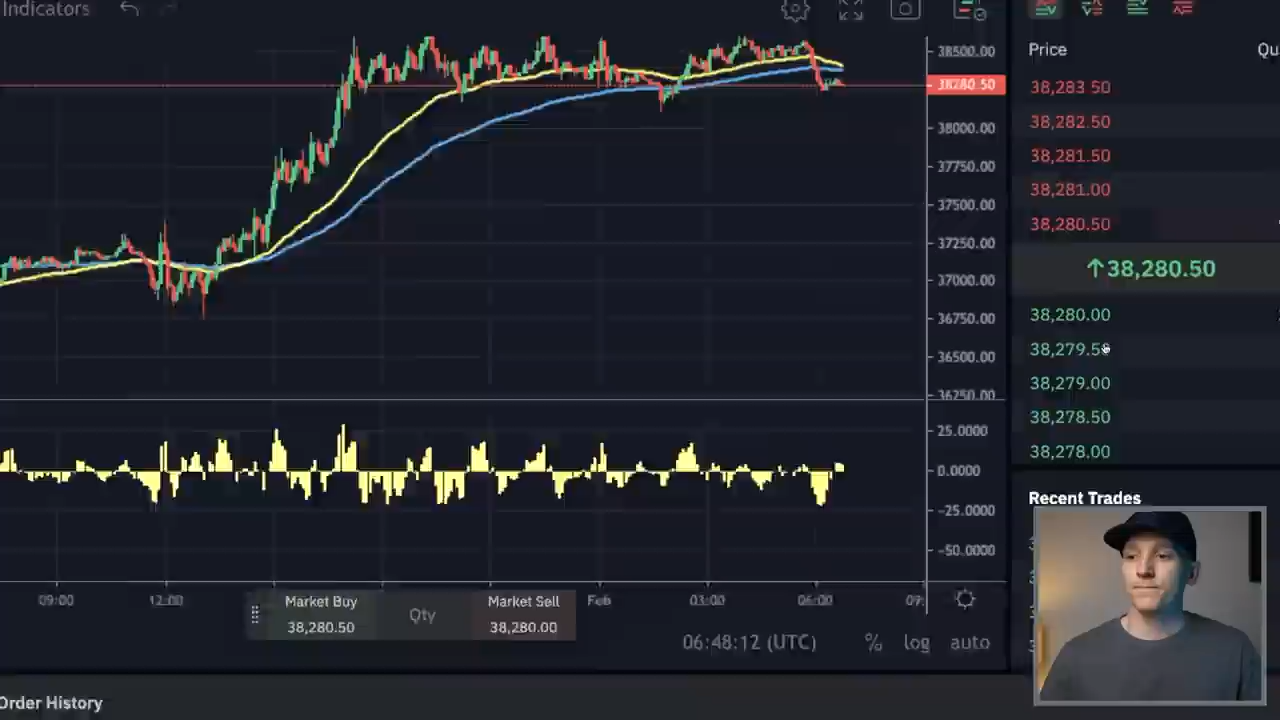 Indicators
38500.00
38280.50
38000.00
37750.00
37500.00
37250.00
37000.00
36750.00
36500.00
36250.00
25.0000
0.0000
−25.0000
−50.0000
09:00
12:00
Feb
03:00
06:00
Market Buy
38,280.50
Qty
Market Sell
38,280.00
06:48:12 (UTC)
%
log
auto
Order History
Price
Qu
38,283.50
38,282.50
38,281.50
38,281.00
38,280.50
↑38,280.50
38,280.00
38,279.50
38,279.00
38,278.50
38,278.00
Recent Trades